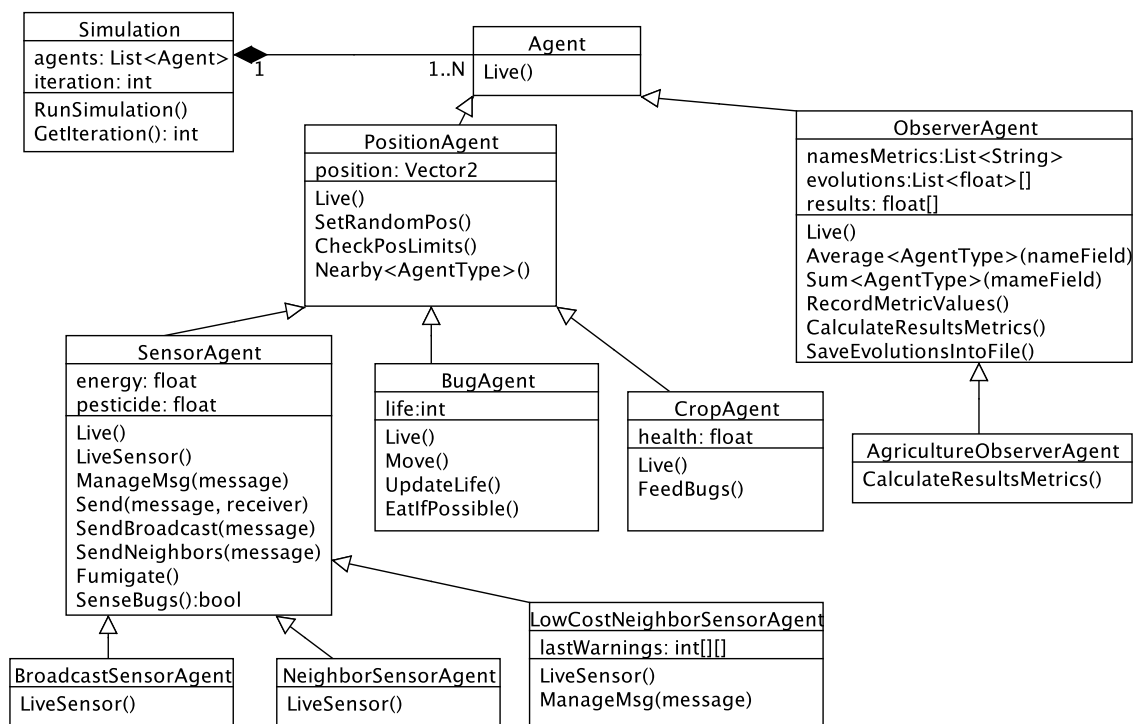 Simulation
agents: List<Agent>
iteration: int
RunSimulation()
GetIteration(): int
1
1..N
Agent
Live()
PositionAgent
position: Vector2
Live()
SetRandomPos()
CheckPosLimits()
Nearby<AgentType>()
ObserverAgent
namesMetrics:List<String>
evolutions:List<float>[]
results: float[]
Live()
Average<AgentType>(nameField)
Sum<AgentType>(mameField)
RecordMetricValues()
CalculateResultsMetrics()
SaveEvolutionsIntoFile()
SensorAgent
energy: float
pesticide: float
Live()
LiveSensor()
ManageMsg(message)
Send(message, receiver)
SendBroadcast(message)
SendNeighbors(message)
Fumigate()
SenseBugs():bool
BugAgent
life:int
Live()
Move()
UpdateLife()
EatIfPossible()
CropAgent
health: float
Live()
FeedBugs()
AgricultureObserverAgent
CalculateResultsMetrics()
BroadcastSensorAgent
LiveSensor()
NeighborSensorAgent
LiveSensor()
LowCostNeighborSensorAgent
lastWarnings: int[][]
LiveSensor()
ManageMsg(message)